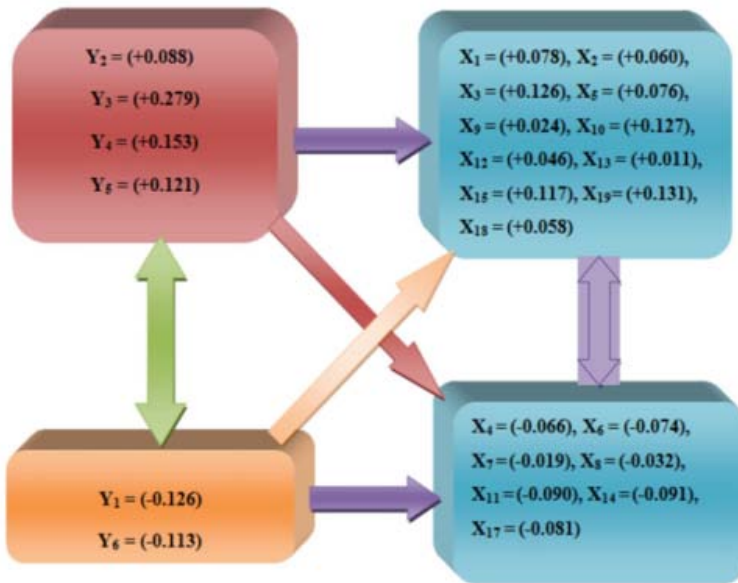 Y₂ = (+0.088)
Y₃ = (+0.279)
Y₄ = (+0.153)
Y₅ = (+0.121)
X₁ = (+0.078), X₂ = (+0.060),
X₃ = (+0.126), X₅ = (+0.076),
X₉ = (+0.024), X₁₀ = (+0.127),
X₁₂ = (+0.046), X₁₃ = (+0.011),
X₁₅ = (+0.117), X₁₉= (+0.131),
X₁₈ = (+0.058)
Y₁ = (-0.126)
Y₆ = (-0.113)
X₄ = (-0.066), X₆ = (-0.074),
X₇ = (-0.019), X₈ = (-0.032),
X₁₁ = (-0.090), X₁₄ = (-0.091),
X₁₇ = (-0.081)